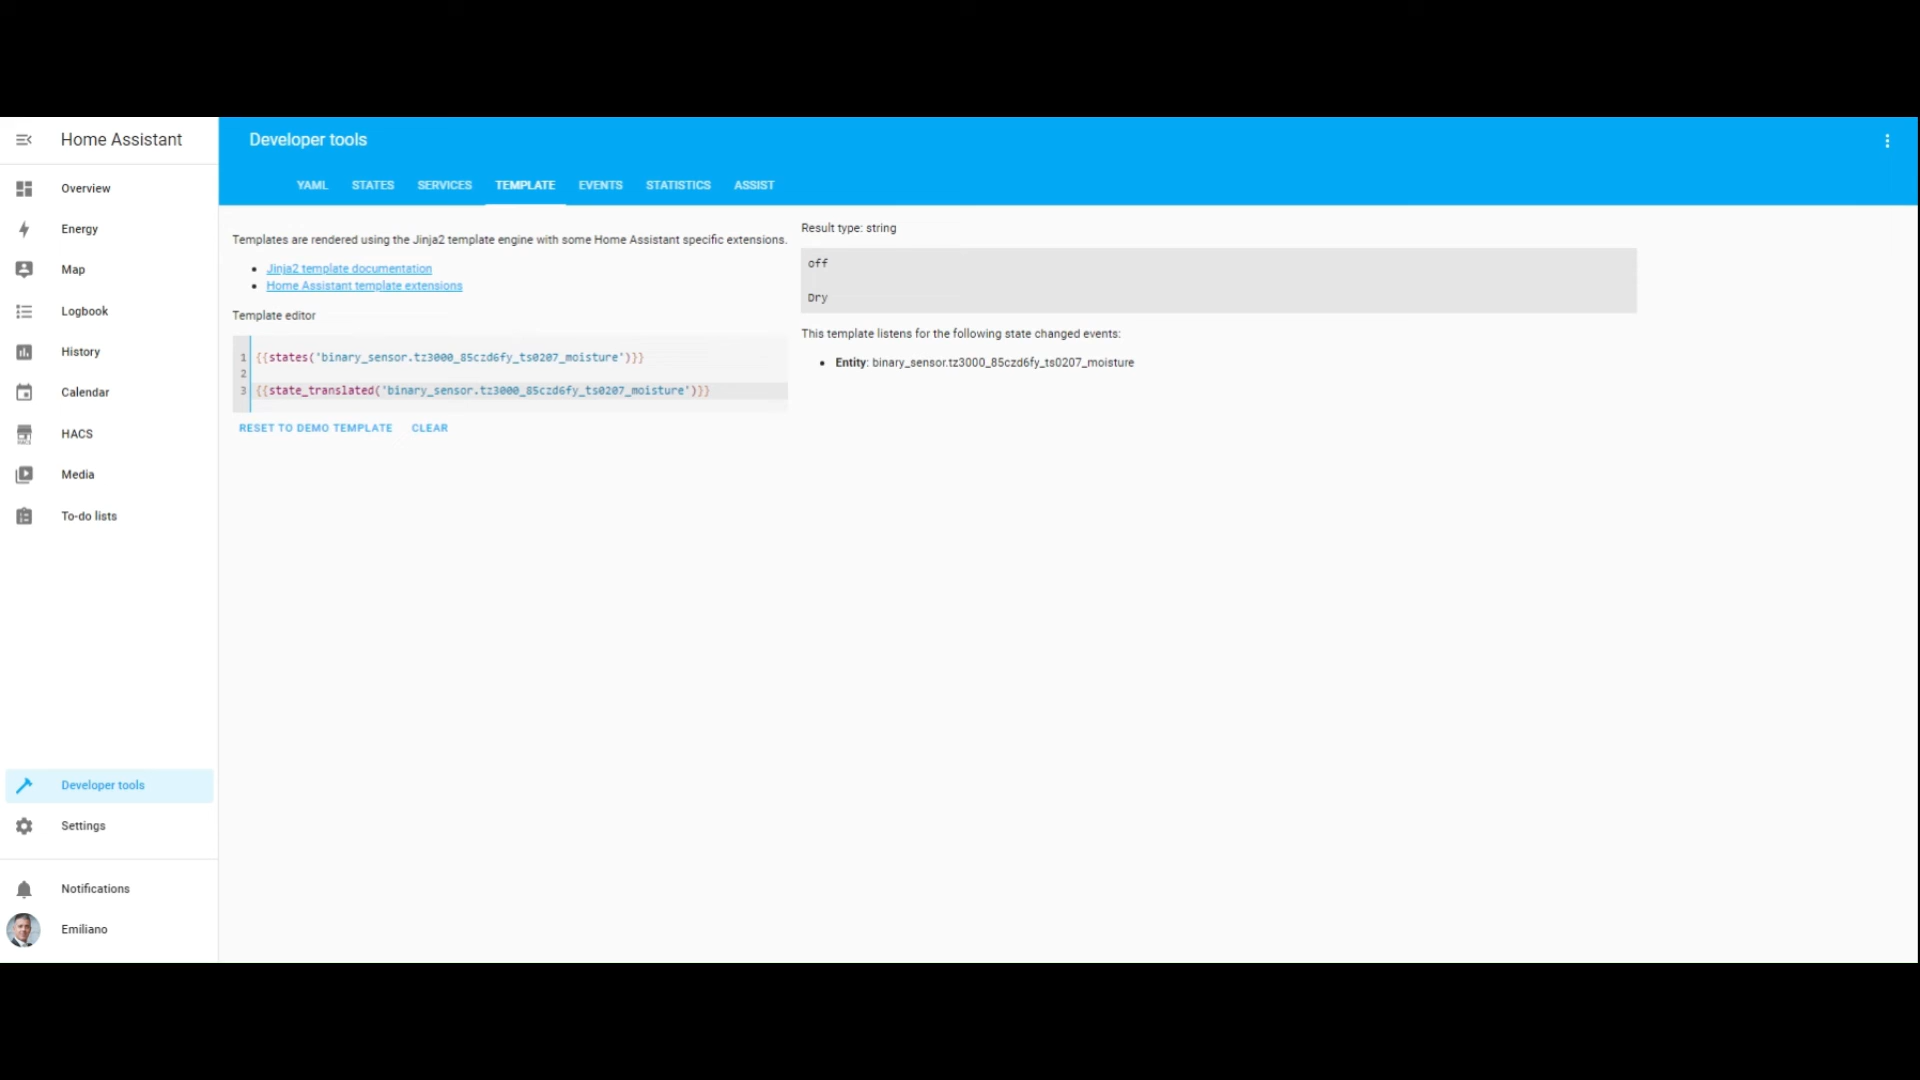 Home Assistant
Overview
Energy
Map
Logbook
History
Calendar
HACS
Media
To-do lists
Developer tools
Settings
Notifications
Emiliano
Developer tools
YAML STATES SERVICES TEMPLATE EVENTS STATISTICS ASSIST
Templates are rendered using the Jinja2 template engine with some Home Assistant specific extensions.
Jinja2 template documentation
Home Assistant template extensions
Template editor
1 {{states('binary_sensor.tz3000_85czd6fy_ts0207_moisture')}}
2
3 {{state_translated('binary_sensor.tz3000_85czd6fy_ts0207_moisture')}}
RESET TO DEMO TEMPLATE CLEAR
Result type: string
off
Dry
This template listens for the following state changed events:
Entity: binary_sensor.tz3000_85czd6fy_ts0207_moisture